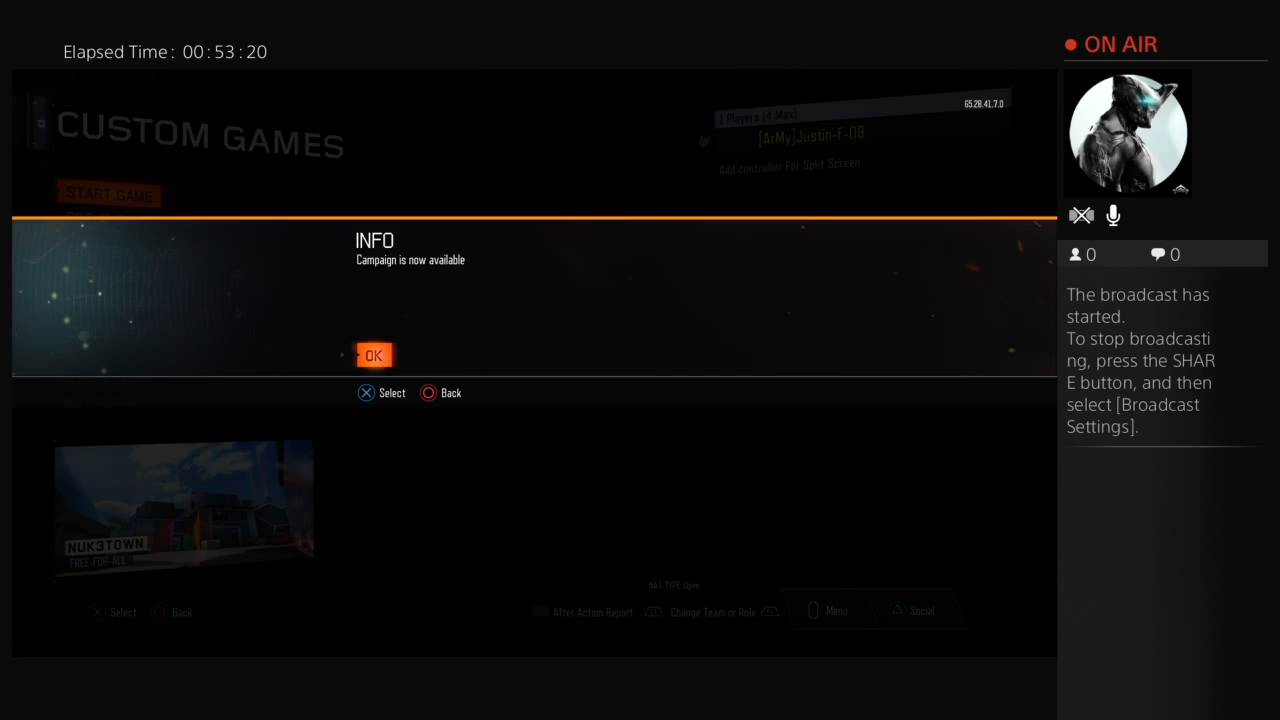 Elapsed Time: 00:53:20
ON AIR
CUSTOM GAMES
65.28.41.7.0
1 Players (4 Max)
[ArMy]Justin-F-08
Add controller For Split Screen
START GAME
INFO
Campaign is now available
OK
Select Back
0 0
The broadcast has
started.
To stop broadcasti
ng, press the SHAR
E button, and then
select [Broadcast
Settings].
NUK3TOWN
FREE-FOR-ALL
NAT TYPE Open
Select Back
After Action Report Change Team or Role Menu Social